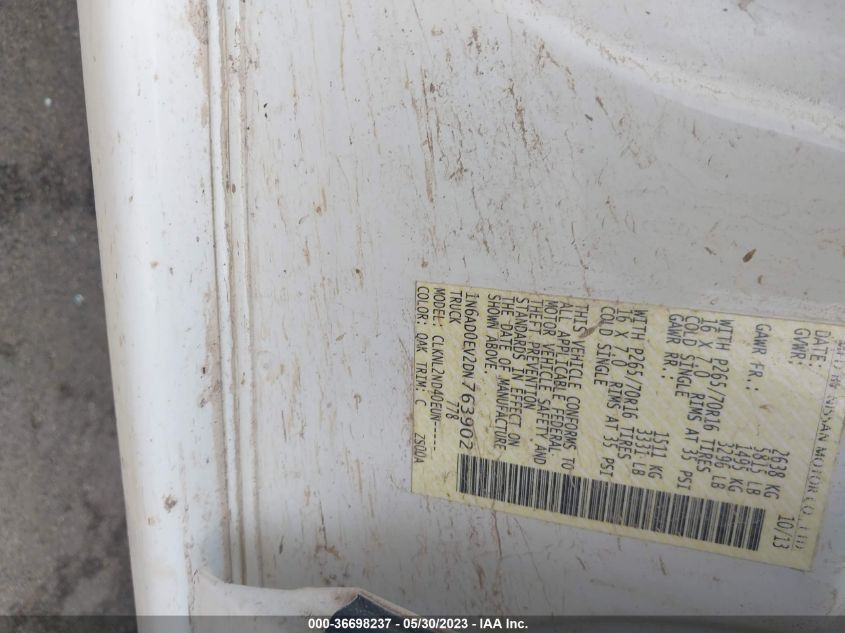 MFD BY NISSAN MOTOR CO., LTD.
DATE: 10/13
GVWR: 2638 KG
5815 LB
GAWR FR.: 1495 KG
3296 LB
WITH P265/70R16 TIRES
16 X 7.0 RIMS AT 35 PSI
COLD SINGLE
GAWR RR.: 1511 KG
3331 LB
WITH P265/70R16 TIRES
16 X 7.0 RIMS AT 35 PSI
COLD SINGLE
THIS VEHICLE CONFORMS TO
ALL APPLICABLE FEDERAL
MOTOR VEHICLE SAFETY AND
THEFT PREVENTION
STANDARDS IN EFFECT ON
THE DATE OF MANUFACTURE
SHOWN ABOVE.
1N6AD0EV2DN763902
TRUCK 778
MODEL: CLKNLZND4DEUN-----
COLOR: QAK TRIM: C 2500A
000-36698237 - 05/30/2023 - IAA Inc.